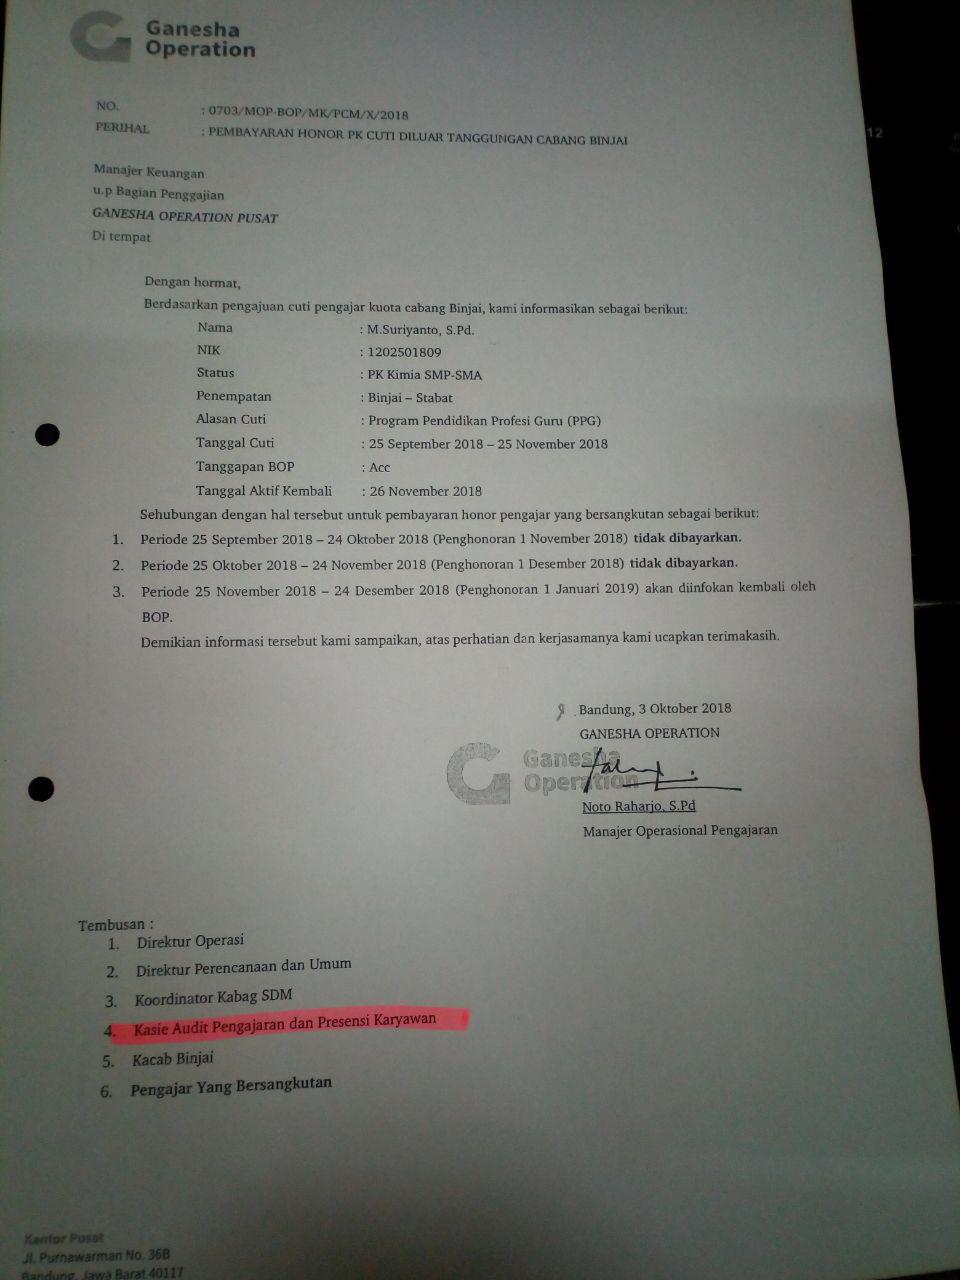 Ganesha
Operation
NO. : 0703/MOP-BOP/MK/PCM/X/2018
PERIHAL : PEMBAYARAN HONOR PK CUTI DILUAR TANGGUNGAN CABANG BINJAI
12
Manajer Keuangan
u.p Bagian Penggajian
GANESHA OPERATION PUSAT
Di tempat
Dengan hormat,
Berdasarkan pengajuan cuti pengajar kuota cabang Binjai, kami informasikan sebagai berikut:
Nama : M.Suriyanto, S.Pd.
NIK : 1202501809
Status : PK Kimia SMP-SMA
Penempatan : Binjai – Stabat
Alasan Cuti : Program Pendidikan Profesi Guru (PPG)
Tanggal Cuti : 25 September 2018 – 25 November 2018
Tanggapan BOP : Acc
Tanggal Aktif Kembali : 26 November 2018
Sehubungan dengan hal tersebut untuk pembayaran honor pengajar yang bersangkutan sebagai berikut:
1. Periode 25 September 2018 – 24 Oktober 2018 (Penghonoran 1 November 2018) tidak dibayarkan.
2. Periode 25 Oktober 2018 – 24 November 2018 (Penghonoran 1 Desember 2018) tidak dibayarkan.
3. Periode 25 November 2018 – 24 Desember 2018 (Penghonoran 1 Januari 2019) akan diinfokan kembali oleh
BOP.
Demikian informasi tersebut kami sampaikan, atas perhatian dan kerjasamanya kami ucapkan terimakasih.
Bandung, 3 Oktober 2018
GANESHA OPERATION
Ganesha
Operation
Noto Raharjo, S.Pd
Manajer Operasional Pengajaran
Tembusan :
1. Direktur Operasi
2. Direktur Perencanaan dan Umum
3. Koordinator Kabag SDM
4. Kasie Audit Pengajaran dan Presensi Karyawan
5. Kacab Binjai
6. Pengajar Yang Bersangkutan
Kantor Pusat
Jl. Purnawarman No. 36B
Bandung, Jawa Barat 40117